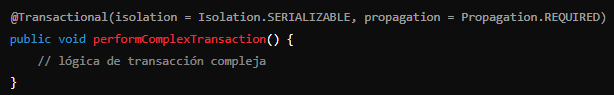 @Transactional(isolation = Isolation.SERIALIZABLE, propagation = Propagation.REQUIRED)
public void performComplexTransaction() {
    // lógica de transacción compleja
}